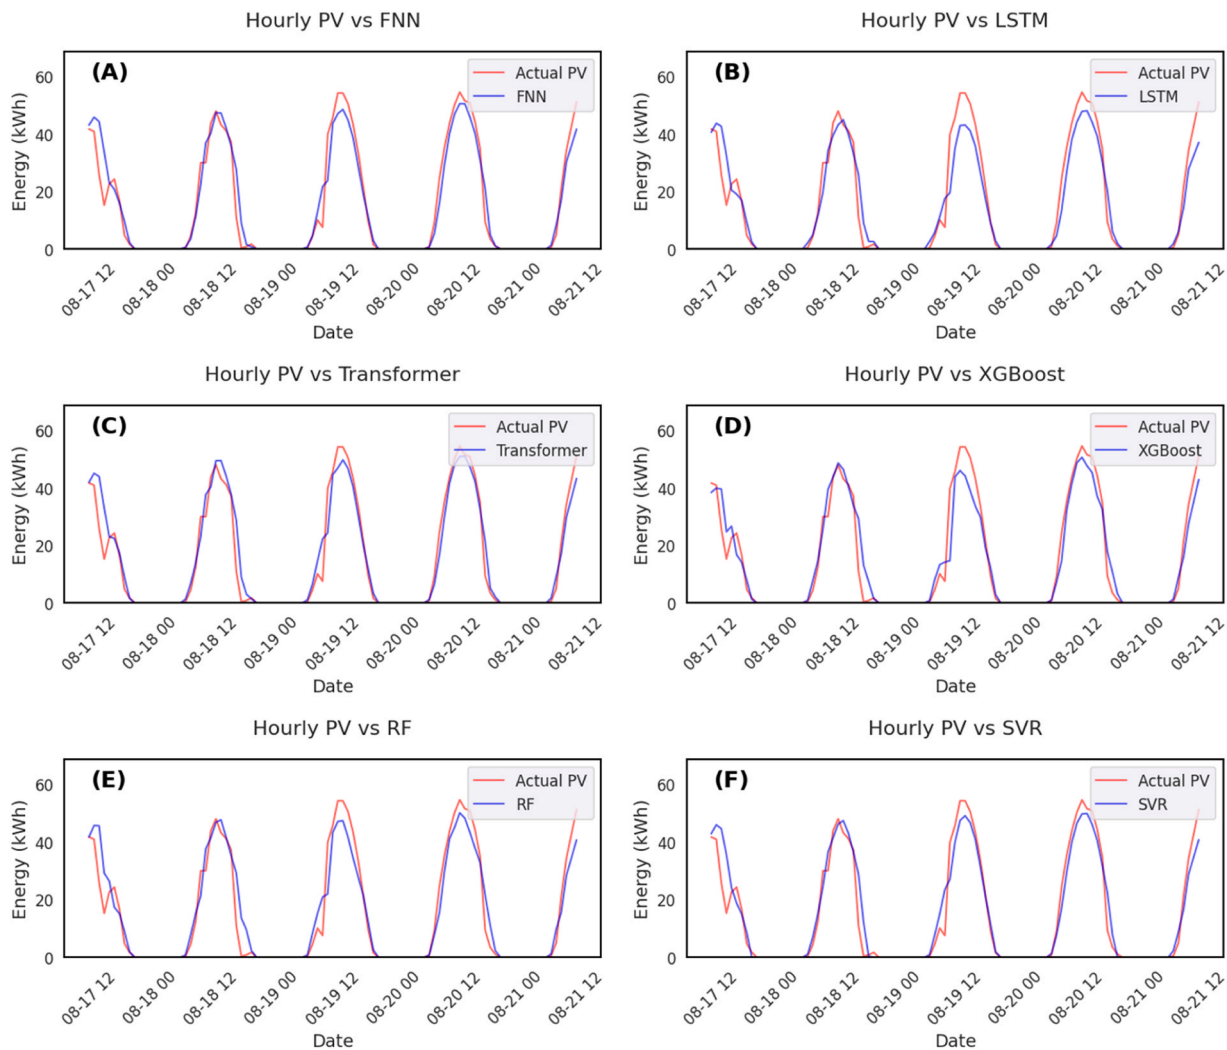 Hourly PV vs FNN
(A)
Actual PV
FNN
Energy (kWh)
60
40
20
0
08-17 12
08-18 00
08-18 12
08-19 00
08-19 12
08-20 00
08-20 12
08-21 00
08-21 12
Date
Hourly PV vs LSTM
(B)
Actual PV
LSTM
Energy (kWh)
60
40
20
0
08-17 12
08-18 00
08-18 12
08-19 00
08-19 12
08-20 00
08-20 12
08-21 00
08-21 12
Date
Hourly PV vs Transformer
(C)
Actual PV
Transformer
Energy (kWh)
60
40
20
0
08-17 12
08-18 00
08-18 12
08-19 00
08-19 12
08-20 00
08-20 12
08-21 00
08-21 12
Date
Hourly PV vs XGBoost
(D)
Actual PV
XGBoost
Energy (kWh)
60
40
20
0
08-17 12
08-18 00
08-18 12
08-19 00
08-19 12
08-20 00
08-20 12
08-21 00
08-21 12
Date
Hourly PV vs RF
(E)
Actual PV
RF
Energy (kWh)
60
40
20
0
08-17 12
08-18 00
08-18 12
08-19 00
08-19 12
08-20 00
08-20 12
08-21 00
08-21 12
Date
Hourly PV vs SVR
(F)
Actual PV
SVR
Energy (kWh)
60
40
20
0
08-17 12
08-18 00
08-18 12
08-19 00
08-19 12
08-20 00
08-20 12
08-21 00
08-21 12
Date